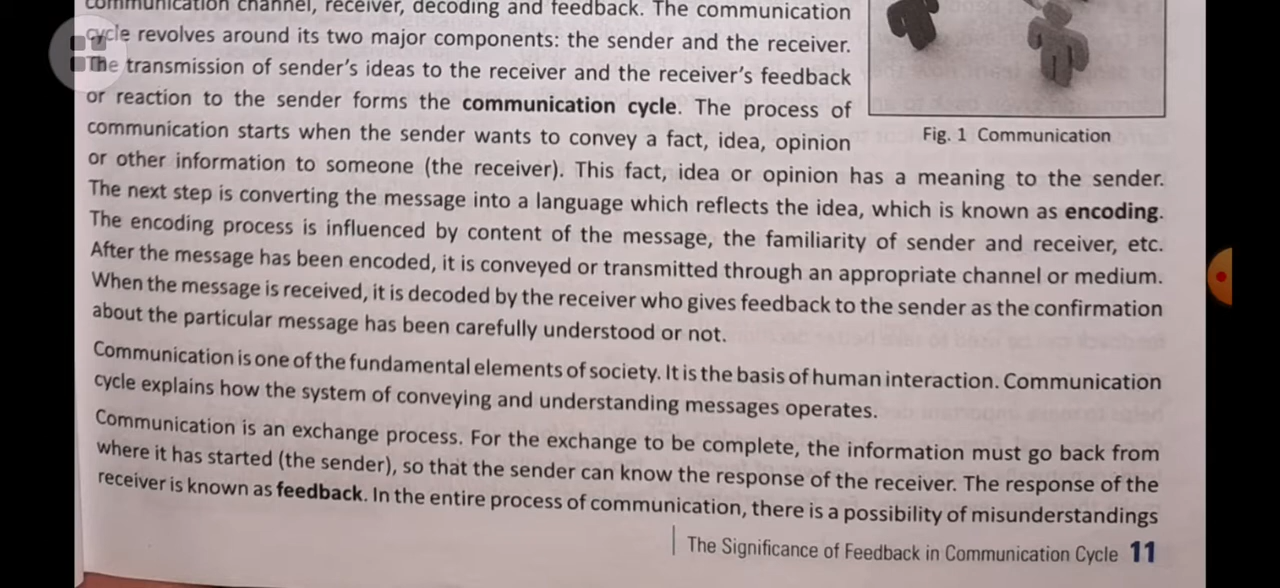 communication channel, receiver, decoding and feedback. The communication
cycle revolves around its two major components: the sender and the receiver.
The transmission of sender's ideas to the receiver and the receiver's feedback
or reaction to the sender forms the communication cycle. The process of
communication starts when the sender wants to convey a fact, idea, opinion
Fig. 1 Communication
or other information to someone (the receiver). This fact, idea or opinion has a meaning to the sender.
The next step is converting the message into a language which reflects the idea, which is known as encoding.
The encoding process is influenced by content of the message, the familiarity of sender and receiver, etc.
After the message has been encoded, it is conveyed or transmitted through an appropriate channel or medium.
When the message is received, it is decoded by the receiver who gives feedback to the sender as the confirmation
about the particular message has been carefully understood or not.
Communication is one of the fundamental elements of society. It is the basis of human interaction. Communication
cycle explains how the system of conveying and understanding messages operates.
Communication is an exchange process. For the exchange to be complete, the information must go back from
where it has started (the sender), so that the sender can know the response of the receiver. The response of the
receiver is known as feedback. In the entire process of communication, there is a possibility of misunderstandings
The Significance of Feedback in Communication Cycle 11